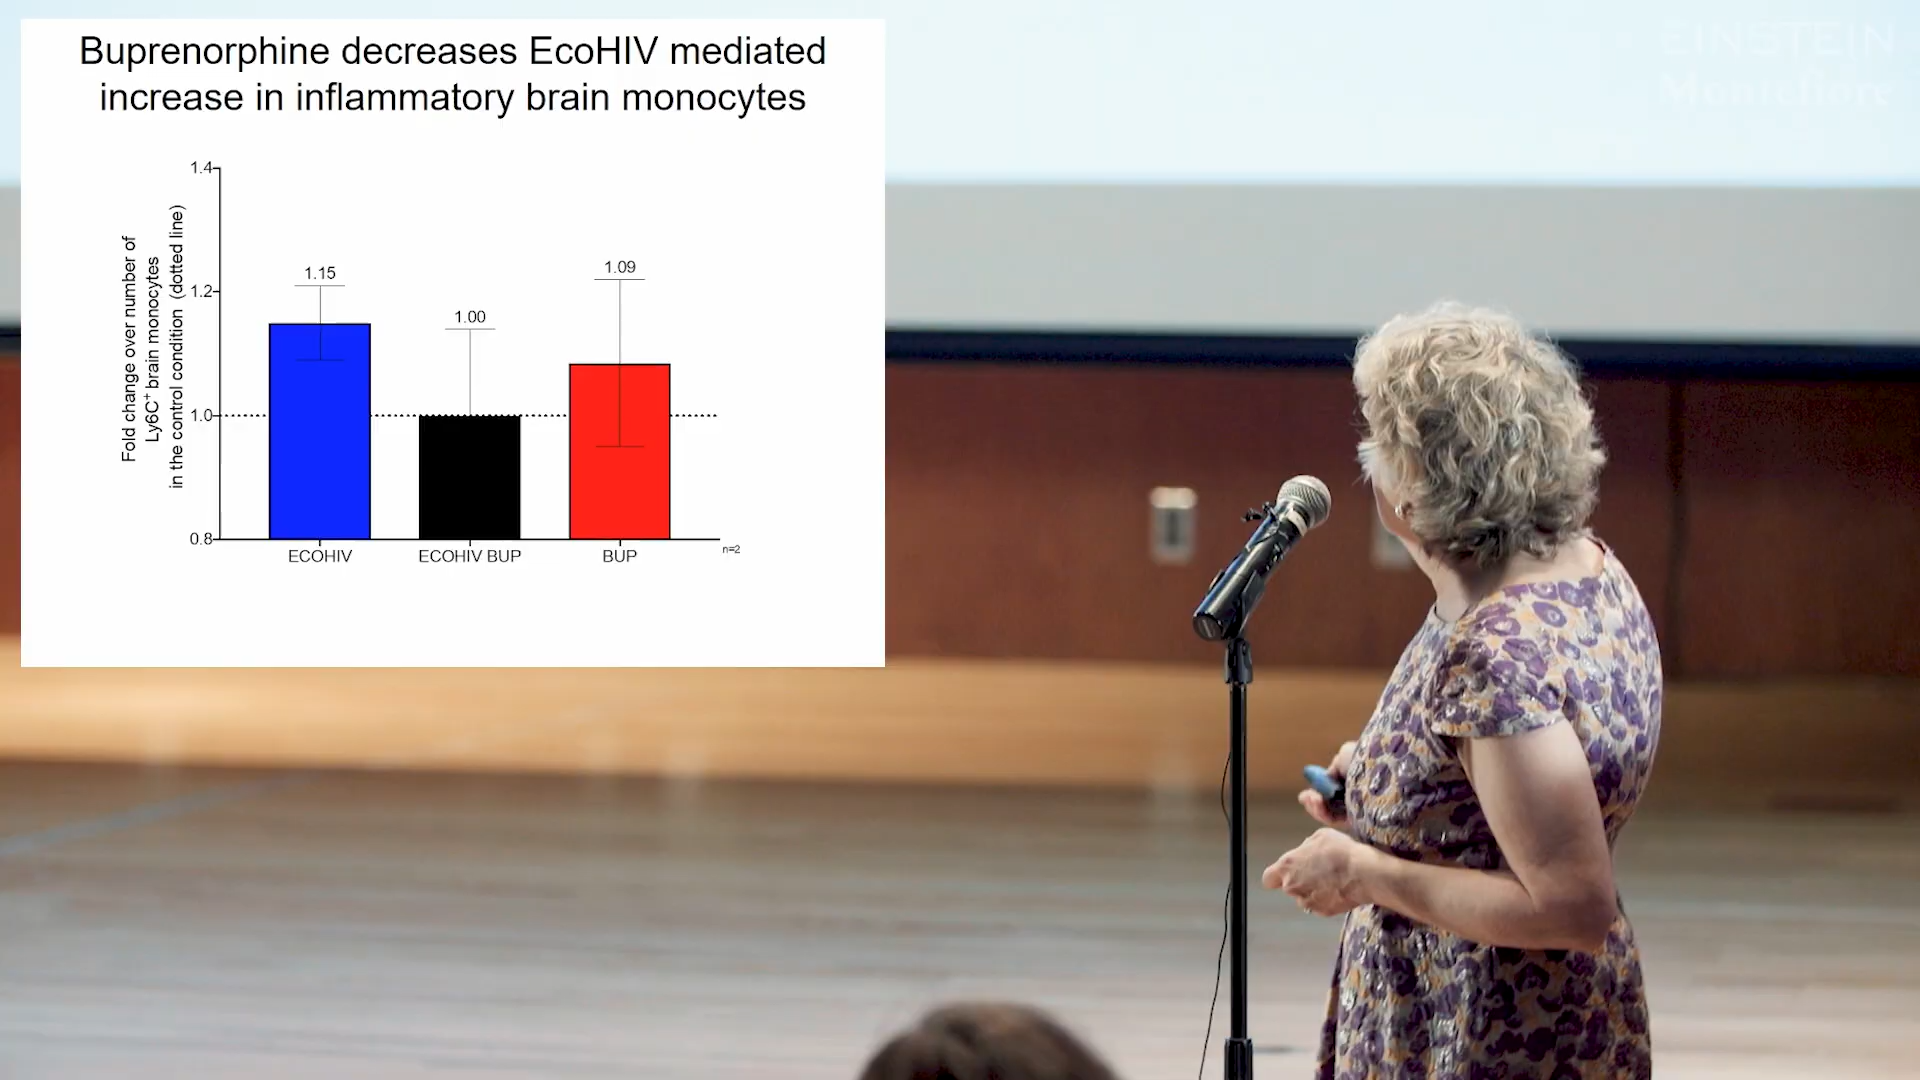 Buprenorphine decreases EcoHIV mediated
increase in inflammatory brain monocytes
Fold change over number of
Ly6C⁺ brain monocytes
in the control condition (dotted line)
1.4
1.2
1.0
0.8
1.15
1.00
1.09
ECOHIV
ECOHIV BUP
BUP
n=2
EINSTEIN
Montefiore